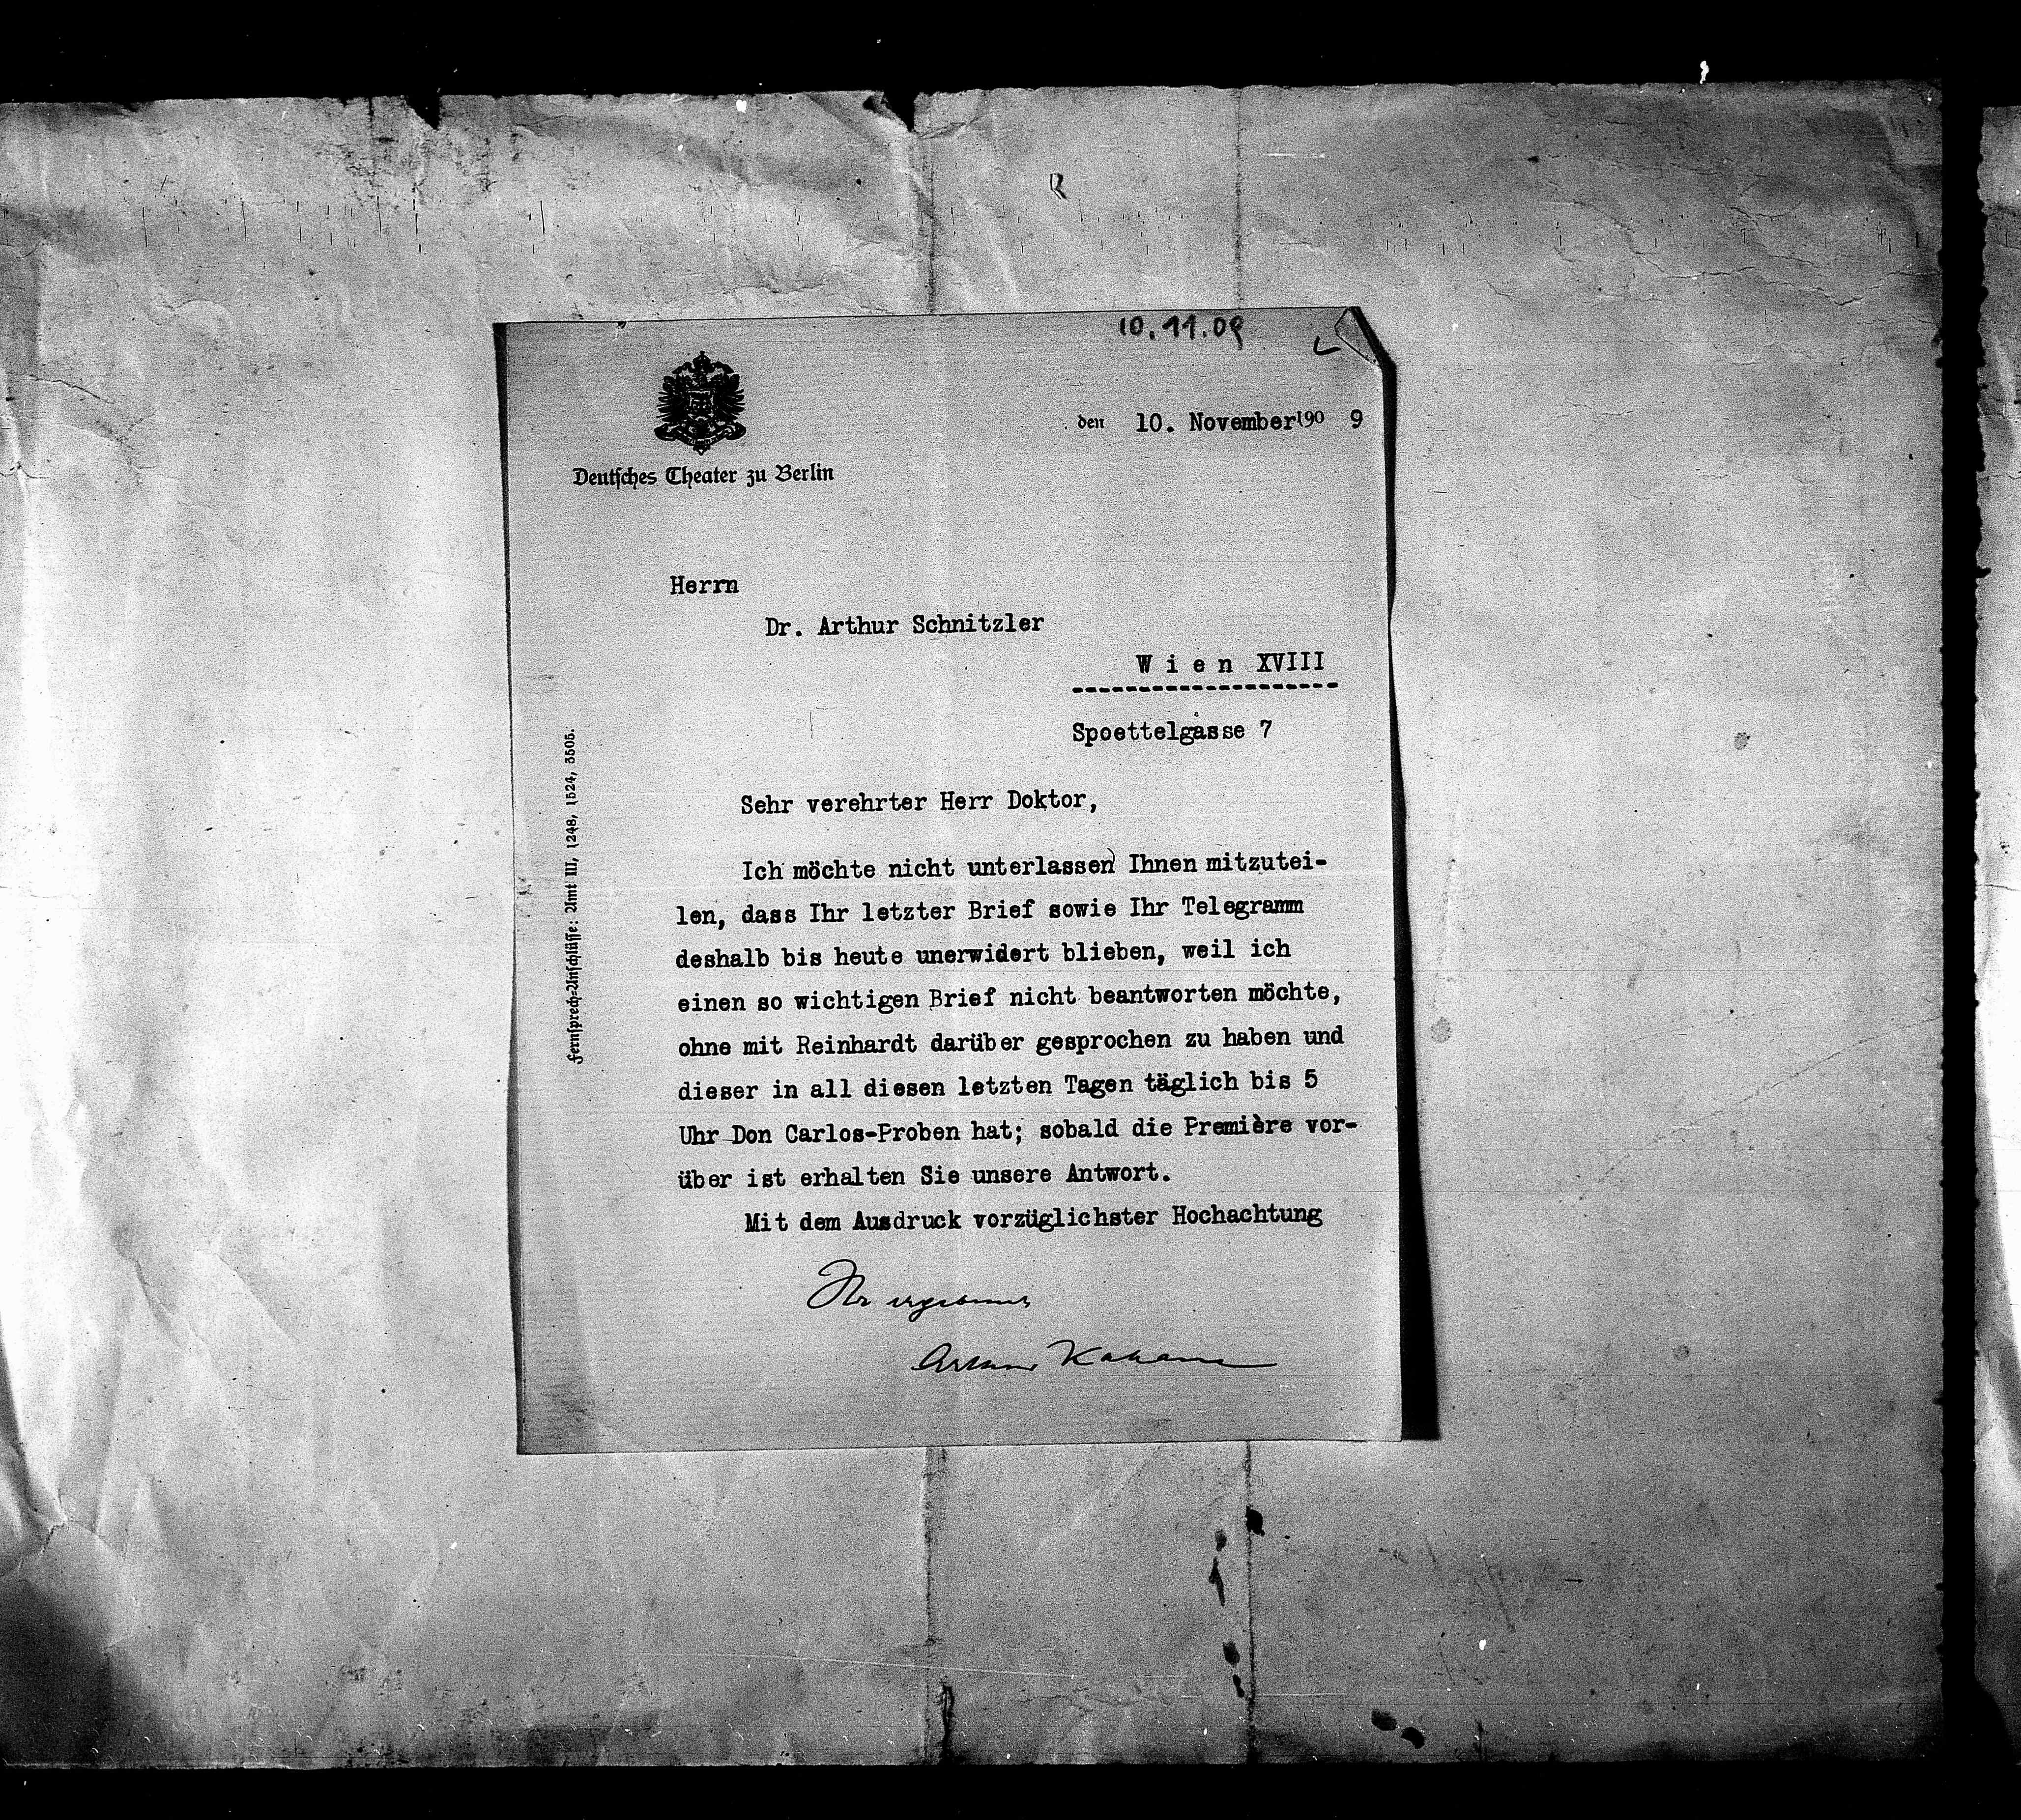 10.11.09
den 10. November 190 9
Deutsches Theater zu Berlin
Herrn
Dr. Arthur Schnitzler
W i e n XVIII
Spoettelgasse 7
Fernsprech-Anschlüsse: Amt III, 1248, 1524, 3505.
Sehr verehrter Herr Doktor,
Ich möchte nicht unterlassen Ihnen mitzutei-
len, dass Ihr letzter Brief sowie Ihr Telegramm
deshalb bis heute unerwidert blieben, weil ich
einen so wichtigen Brief nicht beantworten möchte,
ohne mit Reinhardt darüber gesprochen zu haben und
dieser in all diesen letzten Tagen täglich bis 5
Uhr Don Carlos-Proben hat; sobald die Première vor-
über ist erhalten Sie unsere Antwort.
Mit dem Ausdruck vorzüglichster Hochachtung
Ihr ergebenster
Arthur Kahane